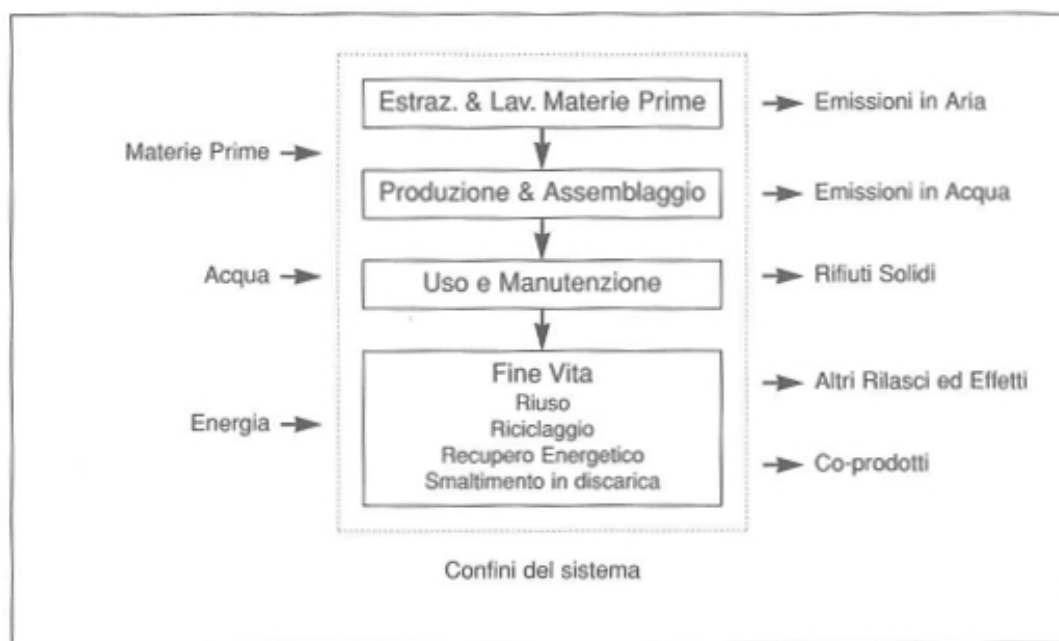 Estraz. & Lav. Materie Prime
Emissioni in Aria
Materie Prime
Produzione & Assemblaggio
Emissioni in Acqua
Acqua
Uso e Manutenzione
Rifiuti Solidi
Fine Vita
Riuso
Riciclaggio
Recupero Energetico
Smaltimento in discarica
Altri Rilasci ed Effetti
Energia
Co-prodotti
Confini del sistema